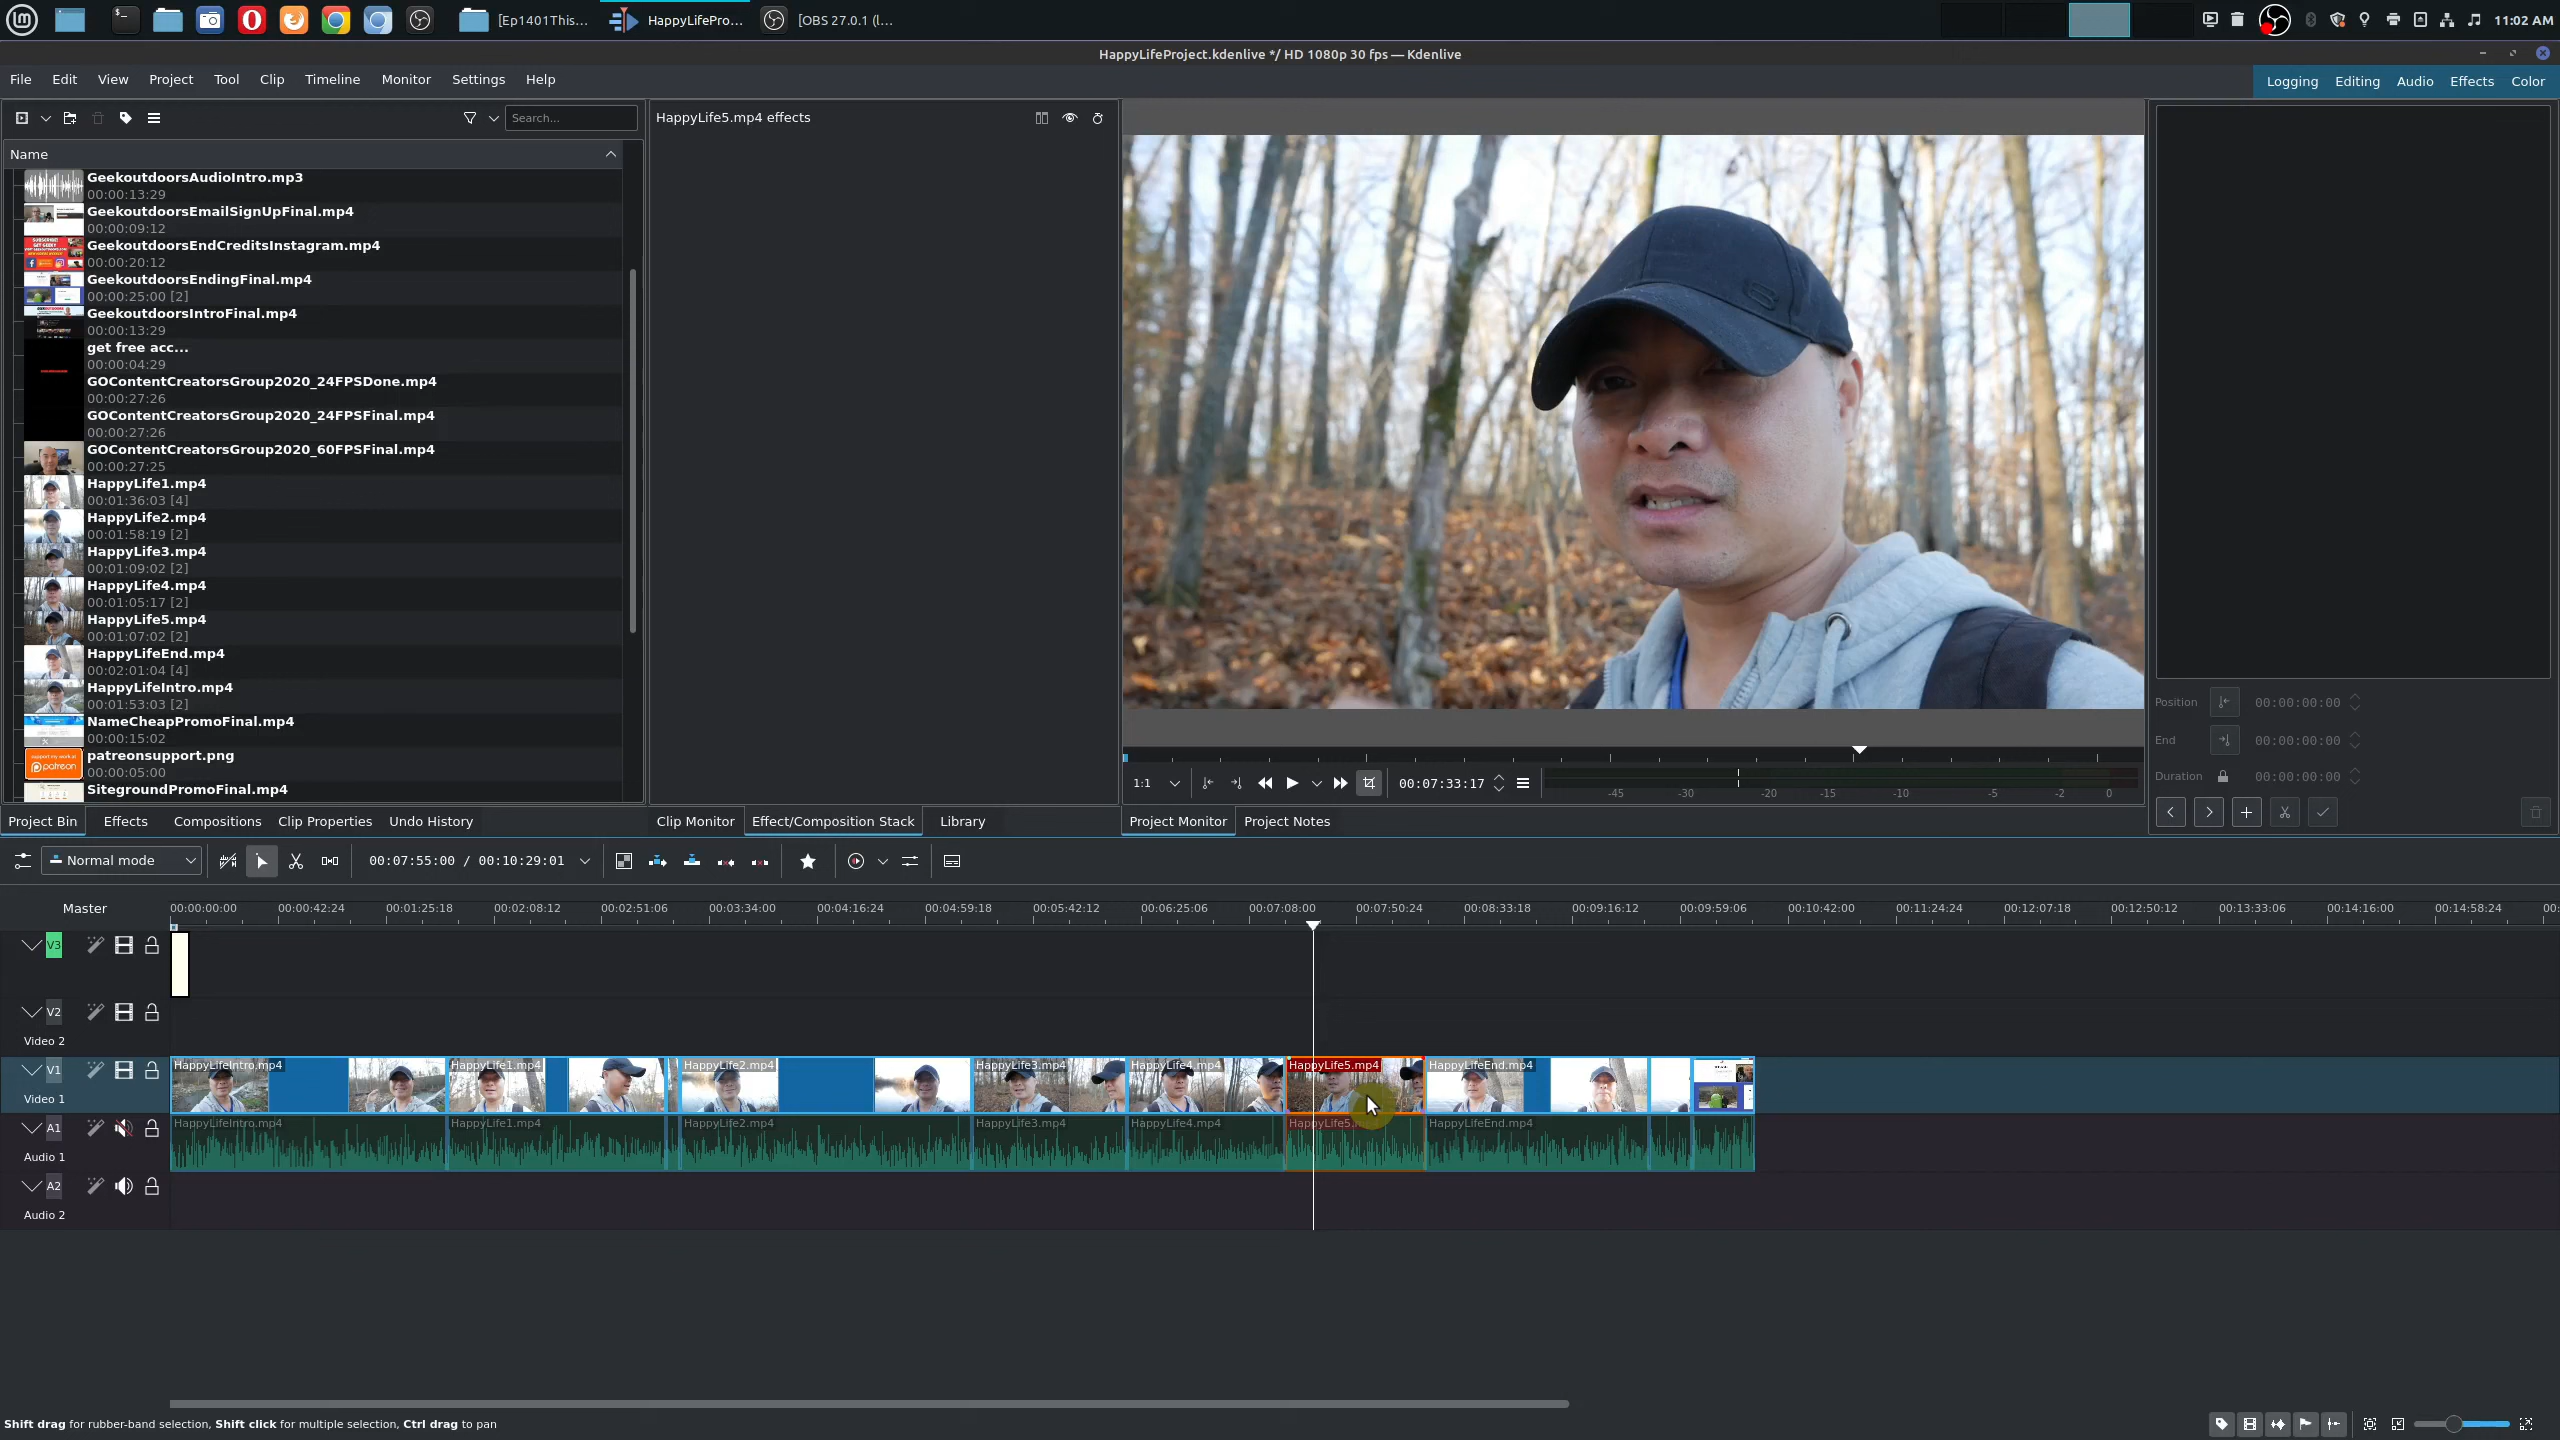 [Ep1401This...
HappyLifePro...
[OBS 27.0.1 (l...
11:02 AM
HappyLifeProject.kdenlive */ HD 1080p 30 fps — Kdenlive
File Edit View Project Tool Clip Timeline Monitor Settings Help
Logging Editing Audio Effects Color
Search...
HappyLife5.mp4 effects
Name
GeekoutdoorsAudioIntro.mp3
00:00:13:29
GeekoutdoorsEmailSignUpFinal.mp4
00:00:09:12
GeekoutdoorsEndCreditsInstagram.mp4
00:00:20:12
GeekoutdoorsEndingFinal.mp4
00:00:25:00 [2]
GeekoutdoorsIntroFinal.mp4
00:00:13:29
get free acc...
00:00:04:29
GOContentCreatorsGroup2020_24FPSDone.mp4
00:00:27:26
GOContentCreatorsGroup2020_24FPSFinal.mp4
00:00:27:26
GOContentCreatorsGroup2020_60FPSFinal.mp4
00:00:27:25
HappyLife1.mp4
00:01:36:03 [4]
HappyLife2.mp4
00:01:58:19 [2]
HappyLife3.mp4
00:01:09:02 [2]
HappyLife4.mp4
00:01:05:17 [2]
HappyLife5.mp4
00:01:07:02 [2]
HappyLifeEnd.mp4
00:02:01:04 [4]
HappyLifeIntro.mp4
00:01:53:03 [2]
NameCheapPromoFinal.mp4
00:00:15:02
patreonsupport.png
00:00:05:00
SitegroundPromoFinal.mp4
Position 00:00:00:00
End 00:00:00:00
Duration 00:00:00:00
1:1 00:07:33:17
-45 -30 -20 -15 -10 -5 -2 0
Project Bin Effects Compositions Clip Properties Undo History
Clip Monitor Effect/Composition Stack Library
Project Monitor Project Notes
Normal mode
00:07:55:00 / 00:10:29:01
Master
00:00:00:00 00:00:42:24 00:01:25:18 00:02:08:12 00:02:51:06 00:03:34:00 00:04:16:24 00:04:59:18 00:05:42:12 00:06:25:06 00:07:08:00 00:07:50:24 00:08:33:18 00:09:16:12 00:09:59:06 00:10:42:00 00:11:24:24 00:12:07:18 00:12:50:12 00:13:33:06 00:14:16:00 00:14:58:24 00:
V3
V2
Video 2
V1
Video 1
HappyLifeIntro.mp4 HappyLife1.mp4 HappyLife2.mp4 HappyLife3.mp4 HappyLife4.mp4 HappyLife5.mp4 HappyLifeEnd.mp4
A1
Audio 1
HappyLifeIntro.mp4 HappyLife1.mp4 HappyLife2.mp4 HappyLife3.mp4 HappyLife4.mp4 HappyLife5. HappyLifeEnd.mp4
A2
Audio 2
Shift drag for rubber-band selection, Shift click for multiple selection, Ctrl drag to pan